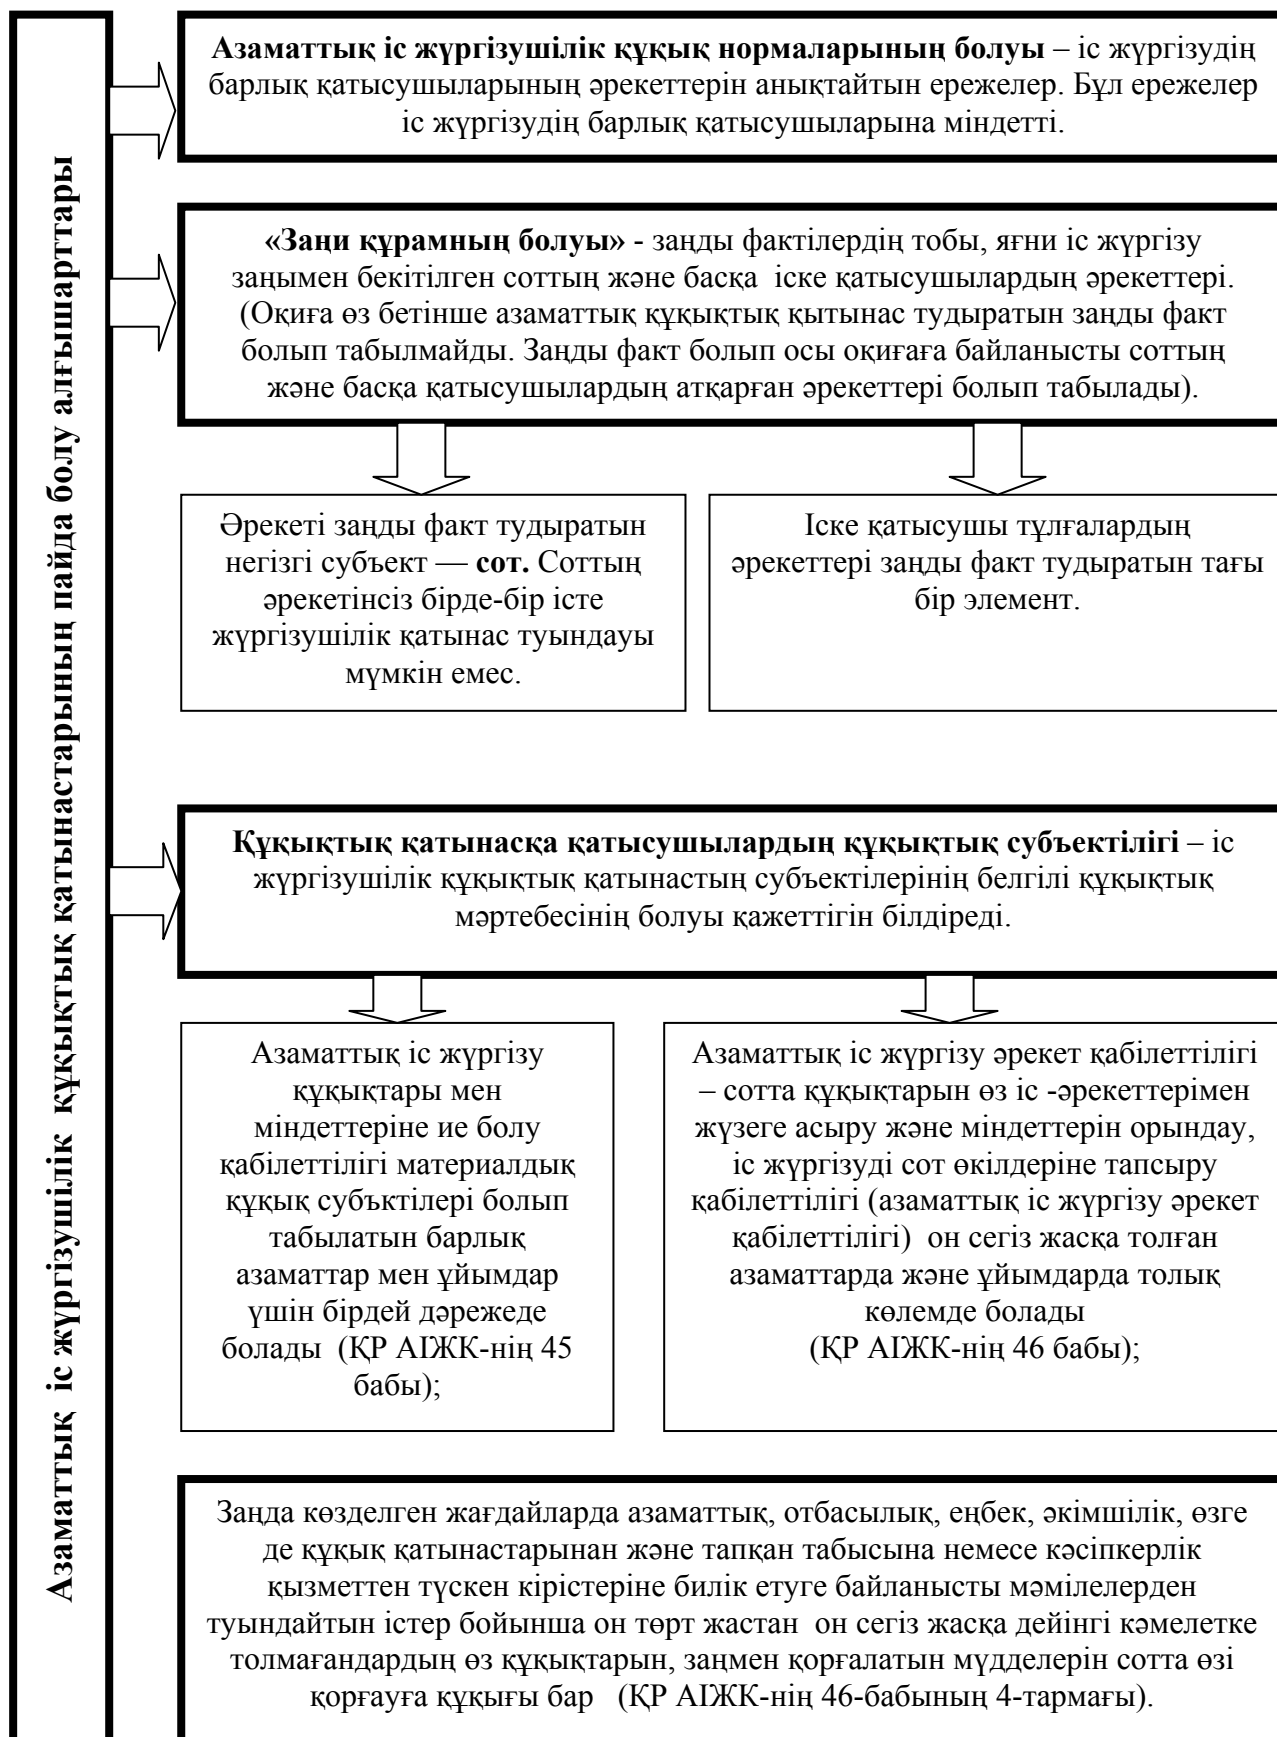 Азаматтық іс жүргізушілік құқықтық қатынастарының пайда болу алғышарттары
Азаматтық іс жүргізушілік құқық нормаларының болуы – іс жүргізудің
барлық қатысушыларының әрекеттерін анықтайтын ережелер. Бұл ережелер
іс жүргізудің барлық қатысушыларына міндетті.
«Заңи құрамның болуы» - заңды фактілердің тобы, яғни іс жүргізу
заңымен бекітілген соттың және басқа іске қатысушылардың әрекеттері.
(Оқиға өз бетінше азаматтық құқықтық қытынас тудыратын заңды факт
болып табылмайды. Заңды факт болып осы оқиғаға байланысты соттың
және басқа қатысушылардың атқарған әрекеттері болып табылады).
Әрекеті заңды факт тудыратын
негізгі субъект — сот. Соттың
әрекетінсіз бірде-бір істе
жүргізушілік қатынас туындауы
мүмкін емес.
Іске қатысушы тұлғалардың
әрекеттері заңды факт тудыратын тағы
бір элемент.
Құқықтық қатынасқа қатысушылардың құқықтық субъектілігі – іс
жүргізушілік құқықтық қатынастың субъектілерінің белгілі құқықтық
мәртебесінің болуы қажеттігін білдіреді.
Азаматтық іс жүргізу
құқықтары мен
міндеттеріне ие болу
қабілеттілігі материалдық
құқық субъктілері болып
табылатын барлық
азаматтар мен ұйымдар
үшін бірдей дәрежеде
болады (ҚР АІЖК-нің 45
бабы);
Азаматтық іс жүргізу әрекет қабілеттілігі
– сотта құқықтарын өз іс -әрекеттерімен
жүзеге асыру және міндеттерін орындау,
іс жүргізуді сот өкілдеріне тапсыру
қабілеттілігі (азаматтық іс жүргізу әрекет
қабілеттілігі) он сегіз жасқа толған
азаматтарда және ұйымдарда толық
көлемде болады
(ҚР АІЖК-нің 46 бабы);
Заңда көзделген жағдайларда азаматтық, отбасылық, еңбек, әкімшілік, өзге
де құқық қатынастарынан және тапқан табысына немесе кәсіпкерлік
қызметтен түскен кірістеріне билік етуге байланысты мәмілелерден
туындайтын істер бойынша он төрт жастан он сегіз жасқа дейінгі кәмелетке
толмағандардың өз құқықтарын, заңмен қорғалатын мүдделерін сотта өзі
қорғауға құқығы бар (ҚР АІЖК-нің 46-бабының 4-тармағы).